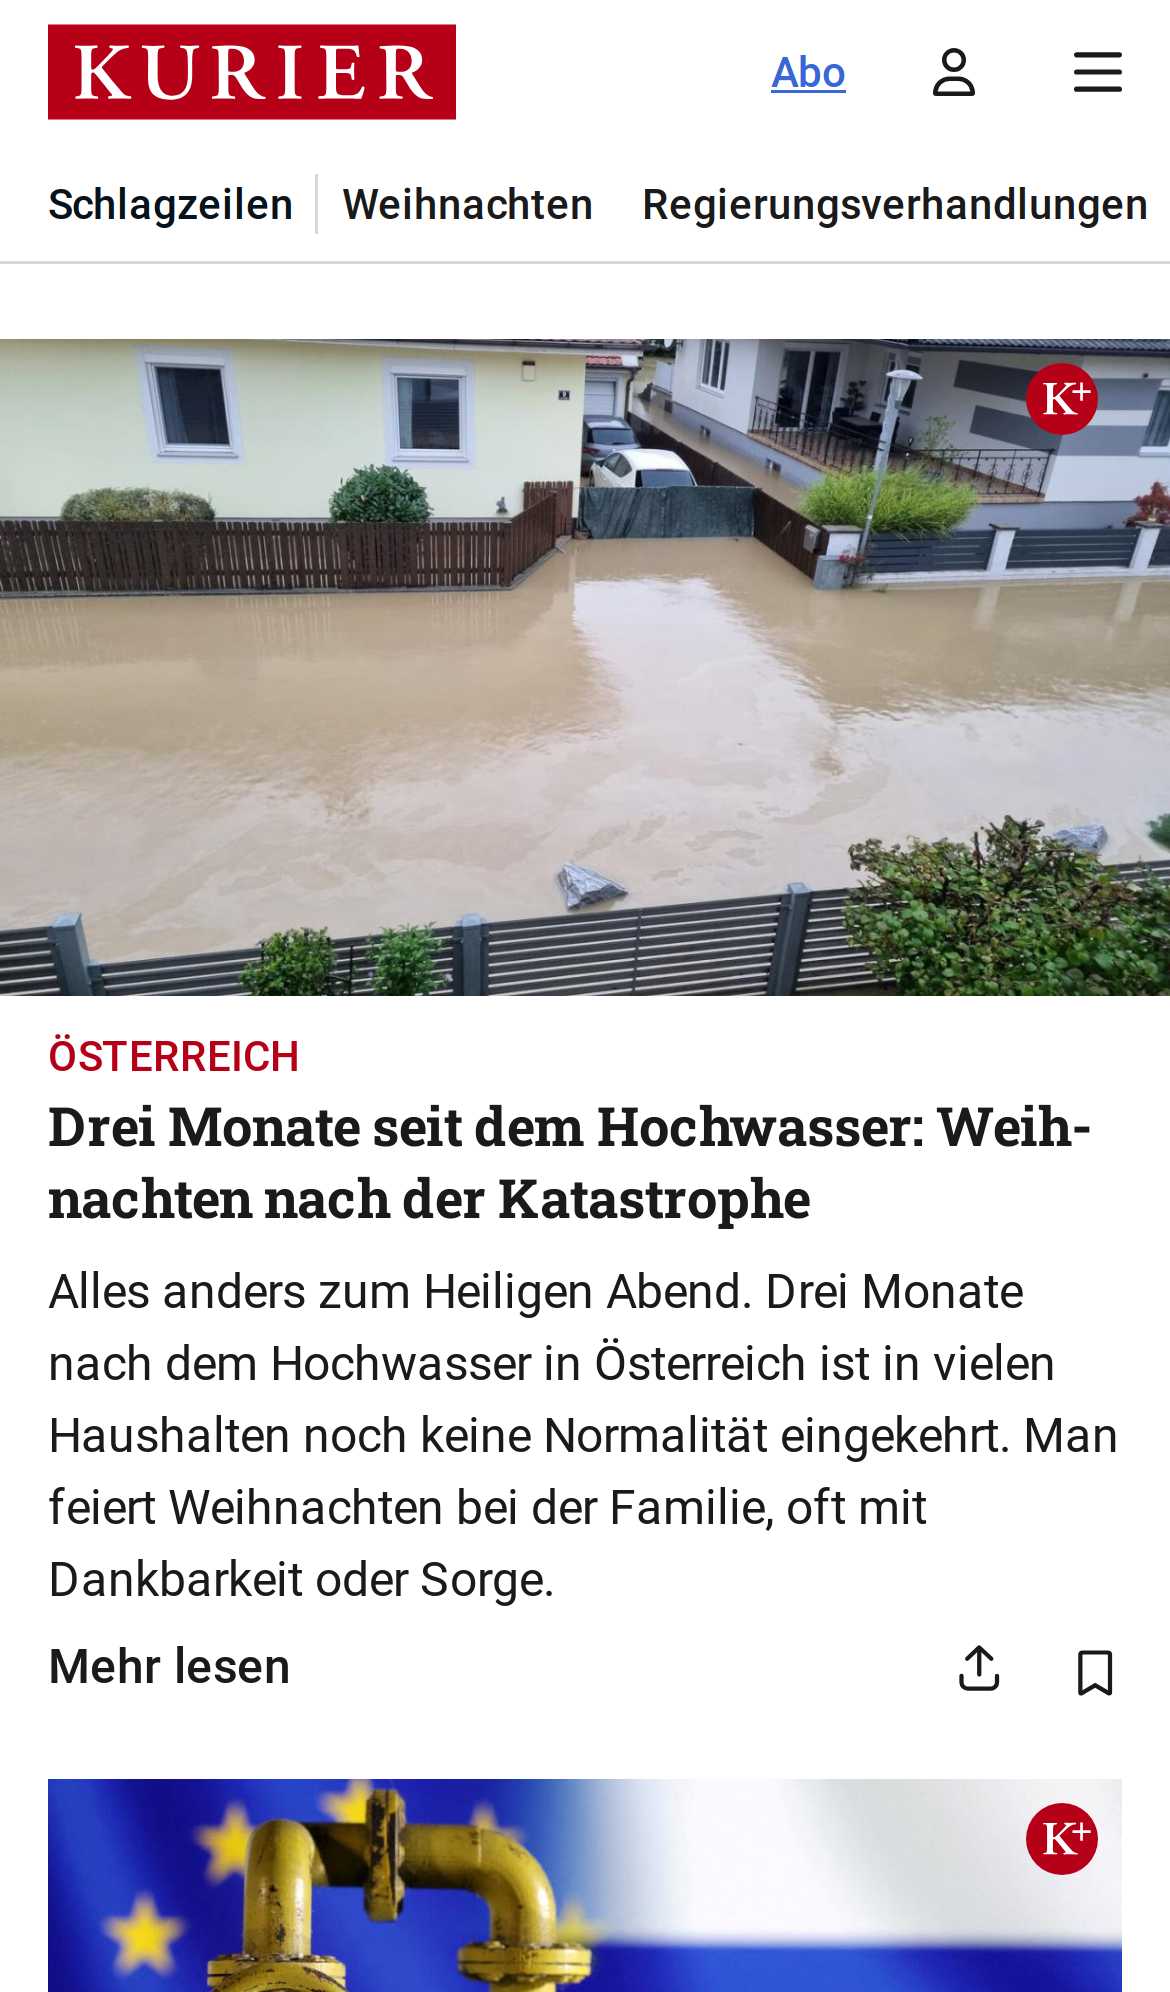 KURIER
Abo
Schlagzeilen
Weihnachten
Regierungsverhandlungen
K+
ÖSTERREICH
Drei Monate seit dem Hochwasser: Weih-
nachten nach der Katastrophe
Alles anders zum Heiligen Abend. Drei Monate
nach dem Hochwasser in Österreich ist in vielen
Haushalten noch keine Normalität eingekehrt. Man
feiert Weihnachten bei der Familie, oft mit
Dankbarkeit oder Sorge.
Mehr lesen
K+